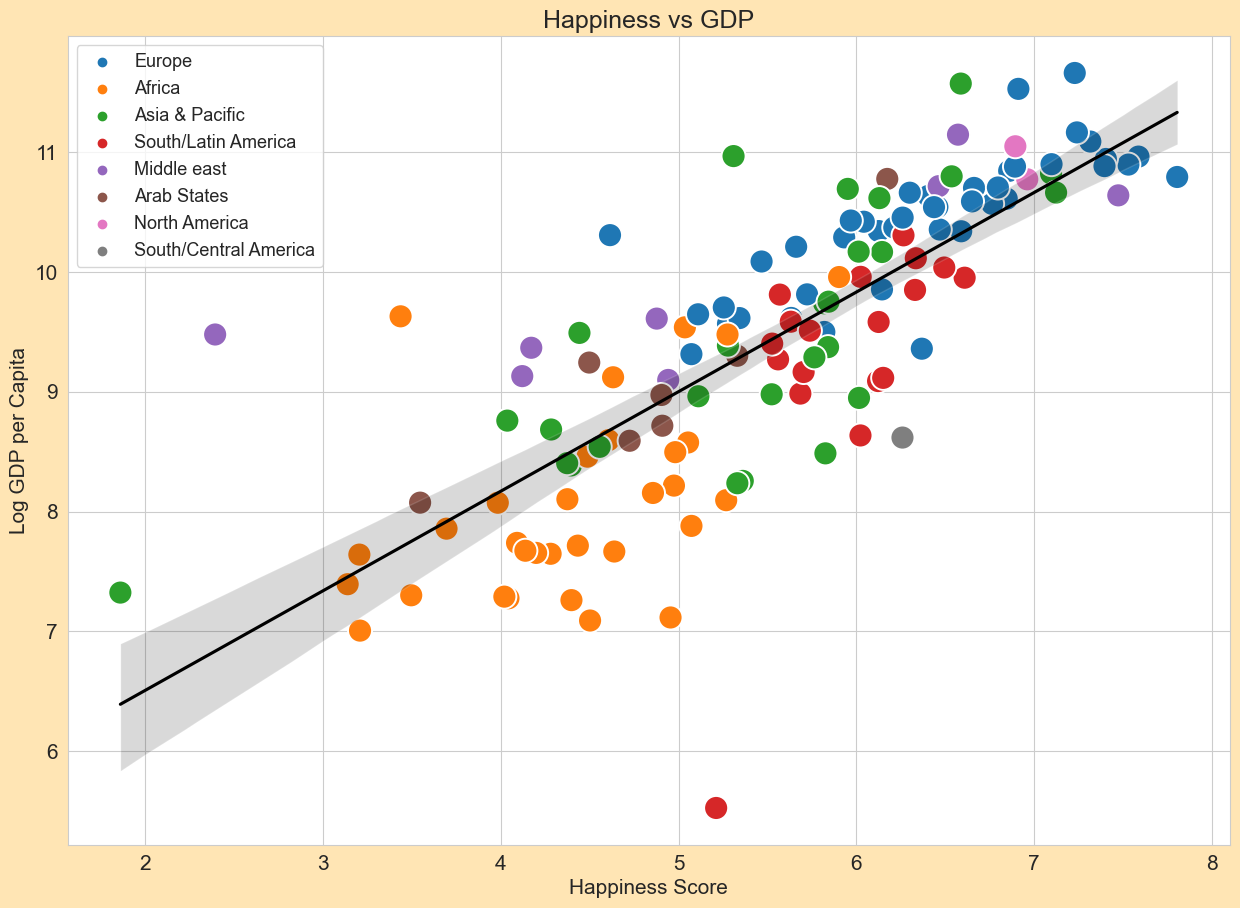 Happiness vs GDP
Europe
Africa
Asia & Pacific
South/Latin America
Middle east
Arab States
North America
South/Central America
11
10
9
8
7
6
Log GDP per Capita
2 3 4 5 6 7 8
Happiness Score